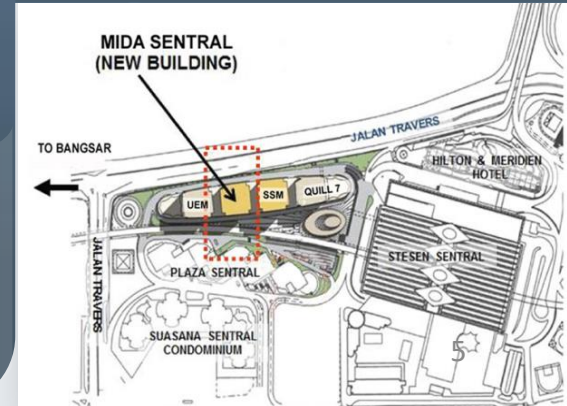 MIDA SENTRAL
(NEW BUILDING)
JALAN TRAVERS
TO BANGSAR
HILTON & MERIDIEN
HOTEL
UEM
SSM
QUILL 7
JALAN TRAVERS
STESEN SENTRAL
PLAZA SENTRAL
SUASANA SENTRAL
CONDOMINIUM
5